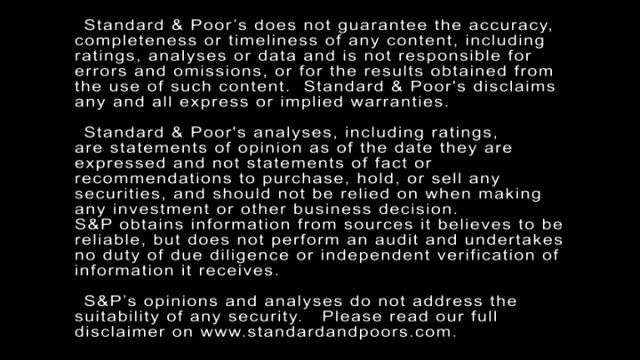 Standard & Poor's does not guarantee the accuracy,
completeness or timeliness of any content, including
ratings, analyses or data and is not responsible for
errors and omissions, or for the results obtained from
the use of such content.  Standard & Poor's disclaims
any and all express or implied warranties.
Standard & Poor's analyses, including ratings,
are statements of opinion as of the date they are
expressed and not statements of fact or
recommendations to purchase, hold, or sell any
securities, and should not be relied on when making
any investment or other business decision.
S&P obtains information from sources it believes to be
reliable, but does not perform an audit and undertakes
no duty of due diligence or independent verification of
information it receives.
S&P's opinions and analyses do not address the
suitability of any security.   Please read our full
disclaimer on www.standardandpoors.com.